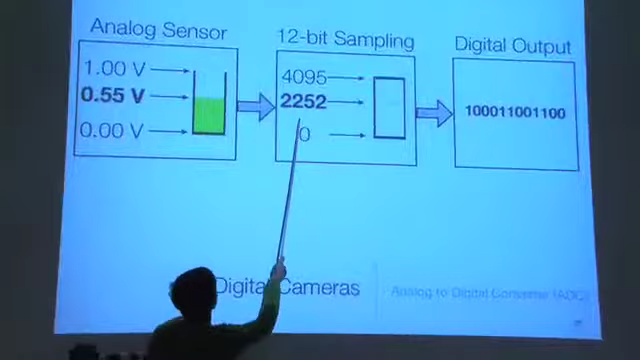 Analog Sensor
1.00 V
0.55 V
0.00 V
12-bit Sampling
4095
2252
0
Digital Output
100011001100
Digital Cameras
Analog to Digital Converter (ADC)